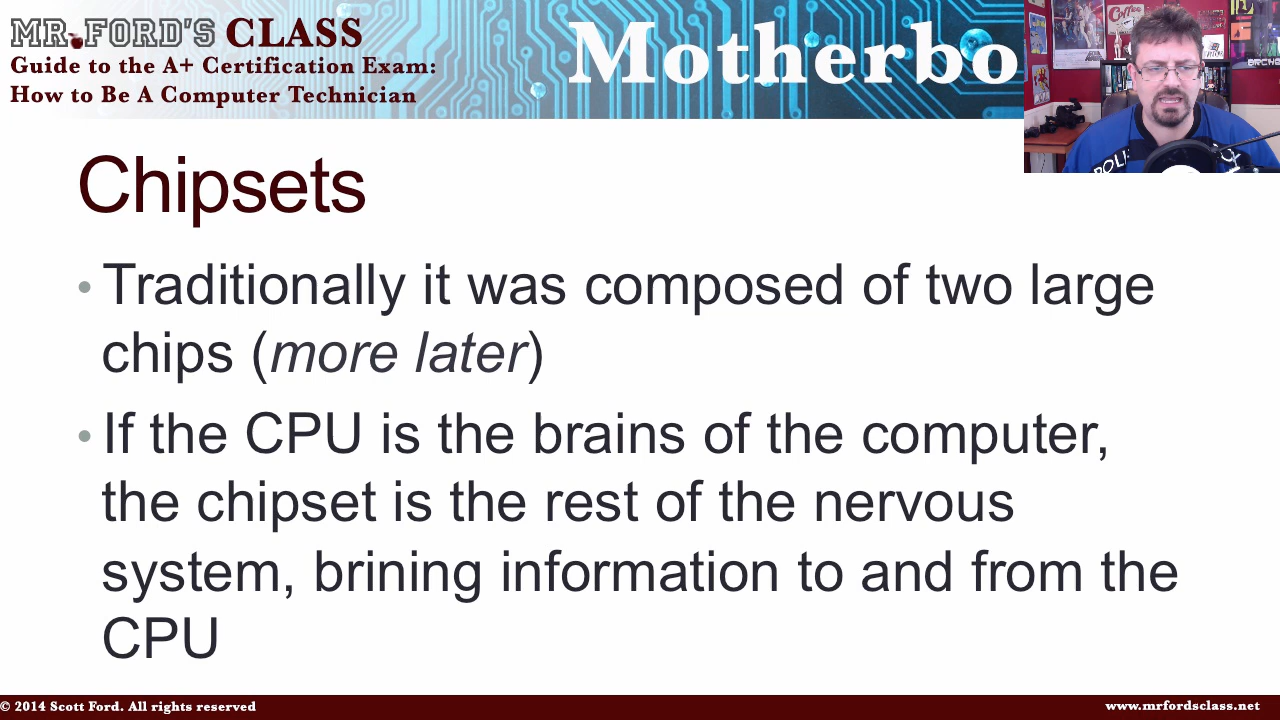 MR.FORD'S CLASS
Guide to the A+ Certification Exam:
How to Be A Computer Technician
Motherbo
Coffee
POLI
Chipsets
• Traditionally it was composed of two large
chips (more later)
• If the CPU is the brains of the computer,
the chipset is the rest of the nervous
system, brining information to and from the
CPU
© 2014 Scott Ford. All rights reserved
www.mrfordsclass.net